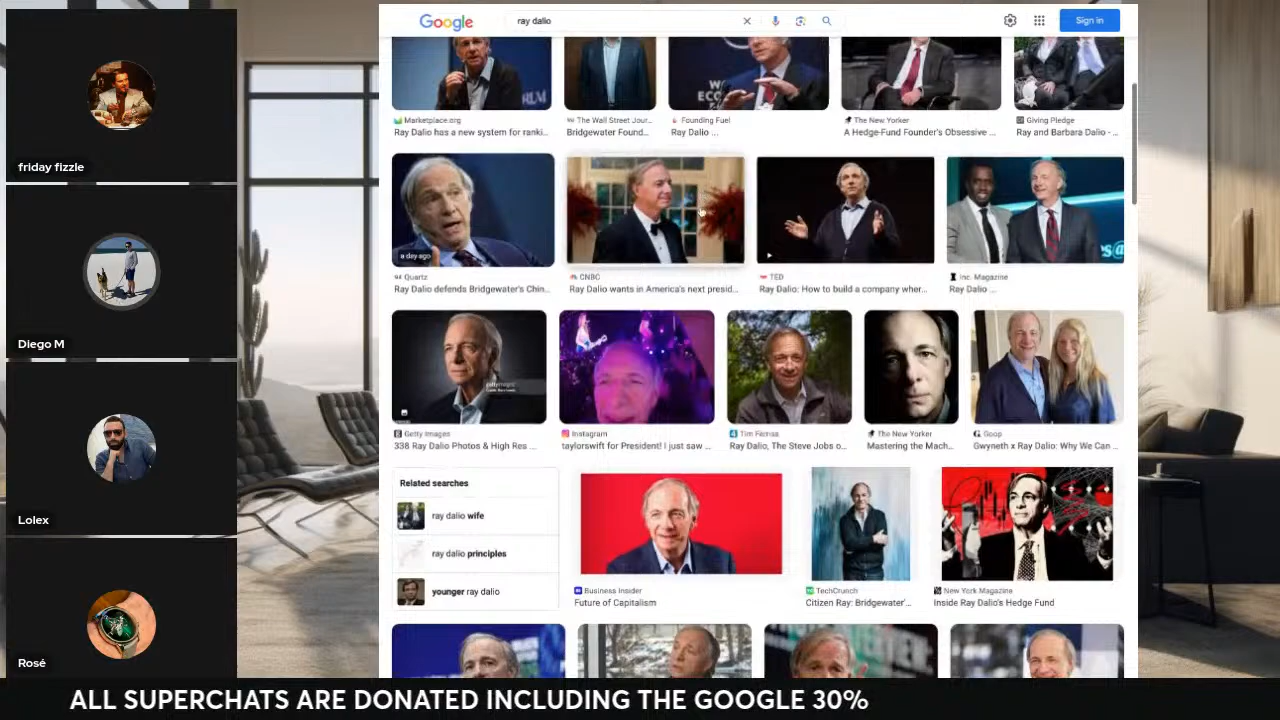 Google
ray dalio
Sign in
Marketplace.org
Ray Dalio has a new system for ranki...
The Wall Street Jour...
Bridgewater Found...
Founding Fuel
Ray Dalio ...
The New Yorker
A Hedge-Fund Founder's Obsessive ...
Giving Pledge
Ray and Barbara Dalio - ...
friday fizzle
a day ago
Quartz
Ray Dalio defends Bridgewater's Chin...
CNBC
Ray Dalio wants in America's next presid...
TED
Ray Dalio: How to build a company wher...
Inc. Magazine
Ray Dalio ...
Diego M
gettyimages
Getty Images
338 Ray Dalio Photos & High Res ...
Instagram
taylorswift for President! I just saw ...
Ray Dalio, The Steve Jobs o...
The New Yorker
Mastering the Mach...
Goop
Gwyneth x Ray Dalio: Why We Can ...
Lolex
Related searches
ray dalio wife
ray dalio principles
younger ray dalio
Business Insider
Future of Capitalism
TechCrunch
Citizen Ray: Bridgewater'...
New York Magazine
Inside Ray Dalio's Hedge Fund
Rosé
ALL SUPERCHATS ARE DONATED INCLUDING THE GOOGLE 30%